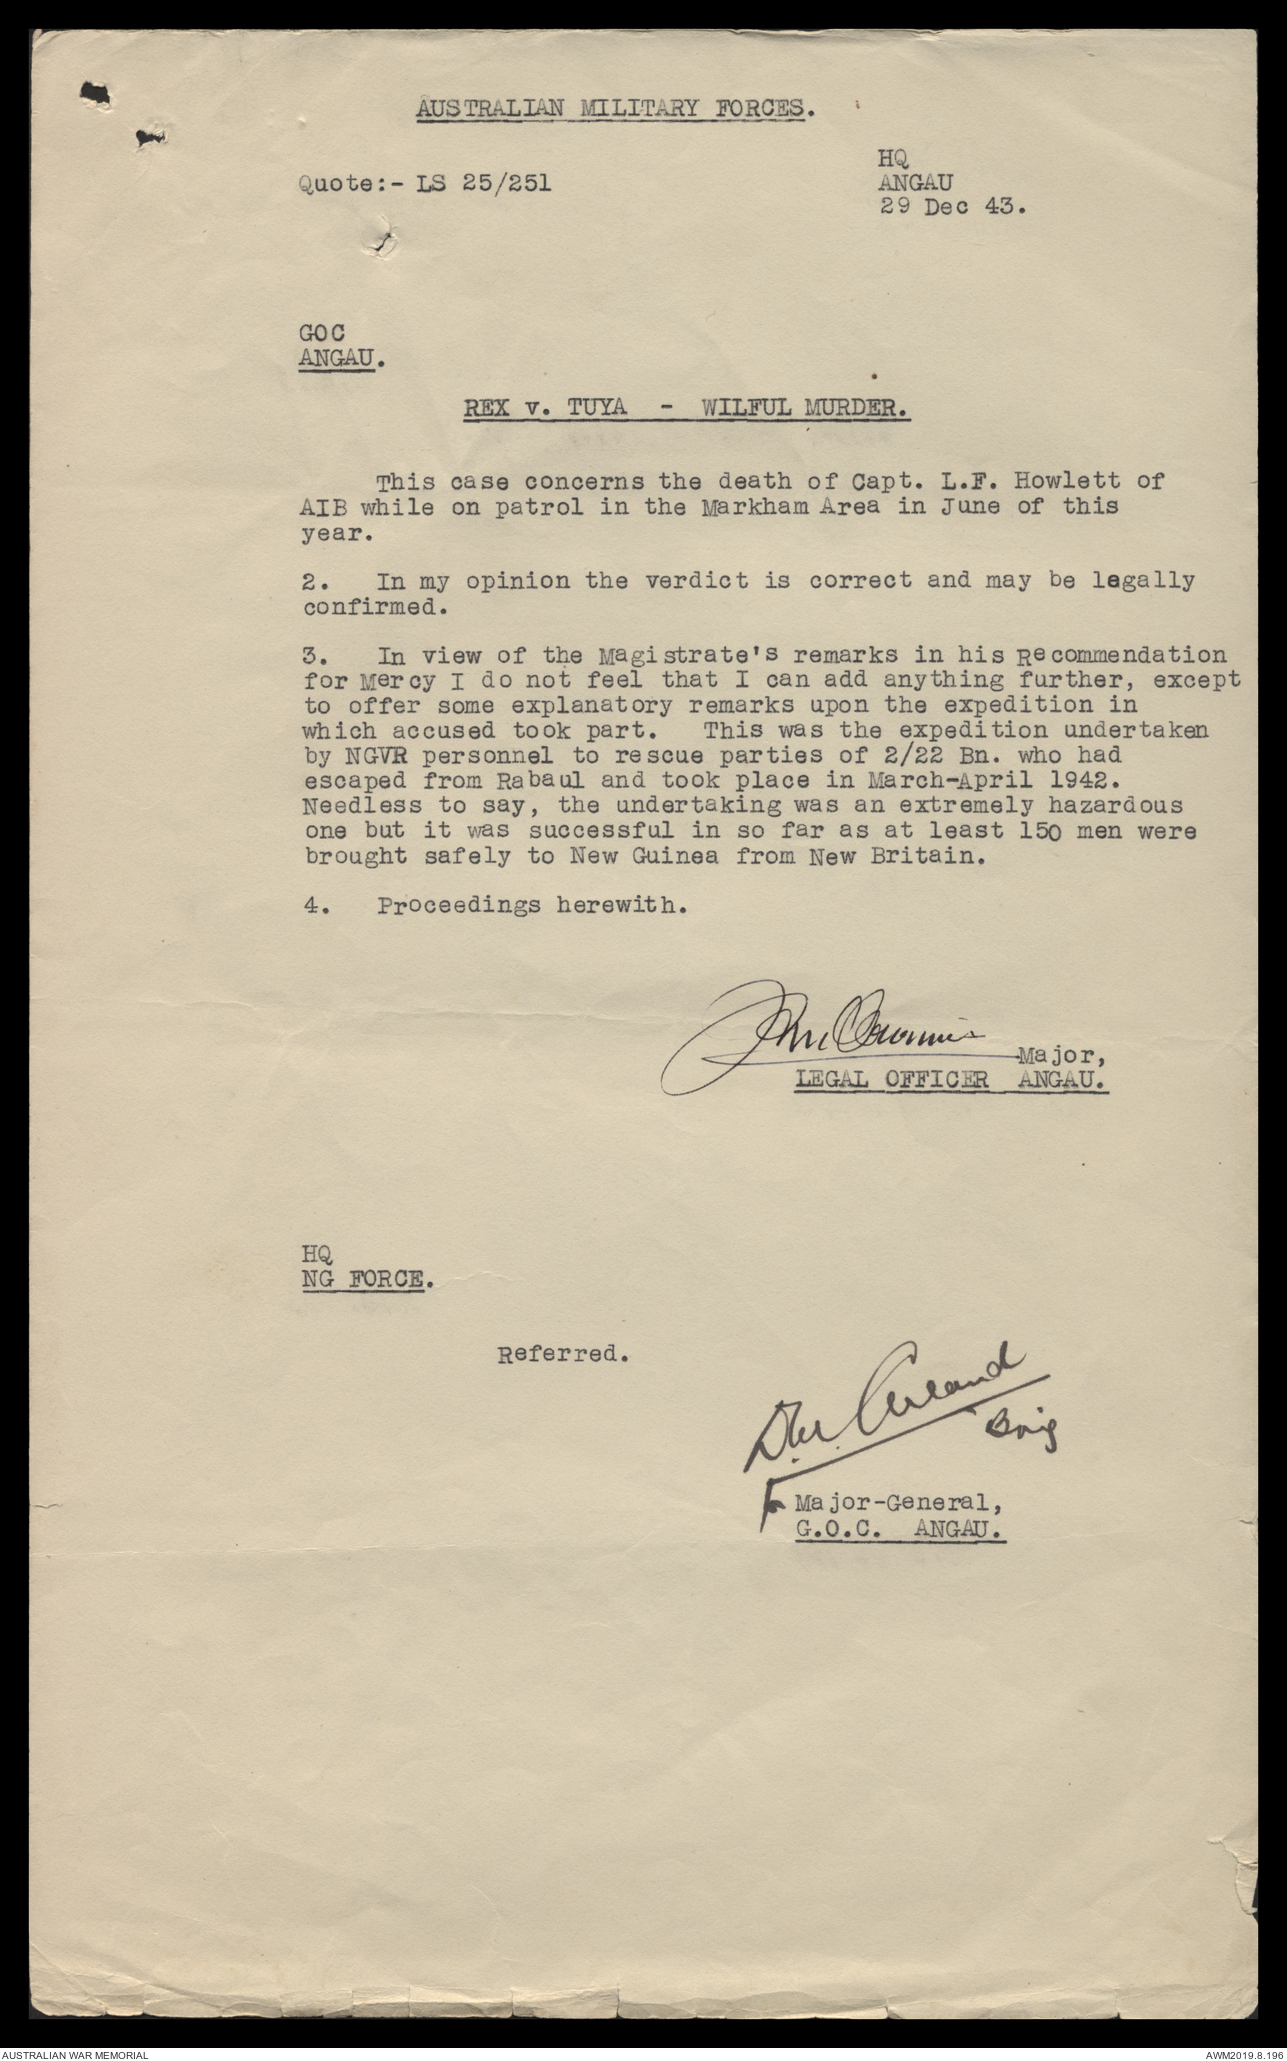 AUSTRALIAN MILITARY FORCES.
HQ
Quote:- LS 25/251 ANGAU
29 Dec 43.
GOC
ANGAU.
REX v. TUYA - WILFUL MURDER.
This case concerns the death of Capt. L.F. Howlett of
AIB while on patrol in the Markham Area in June of this
year.
2. In my opinion the verdict is correct and may be legally
confirmed.
3. In view of the Magistrate's remarks in his Recommendation
for Mercy I do not feel that I can add anything further, except
to offer some explanatory remarks upon the expedition in
which accused took part. This was the expedition undertaken
by NGVR personnel to rescue parties of 2/22 Bn. who had
escaped from Rabaul and took place in March-April 1942.
Needless to say, the undertaking was an extremely hazardous
one but it was successful in so far as at least 150 men were
brought safely to New Guinea from New Britain.
4. Proceedings herewith.
Major,
LEGAL OFFICER ANGAU.
HQ
NG FORCE.
Referred.
Cleland
Brig
Major-General,
G.O.C. ANGAU.
AUSTRALIAN WAR MEMORIAL AWM2019.8.196